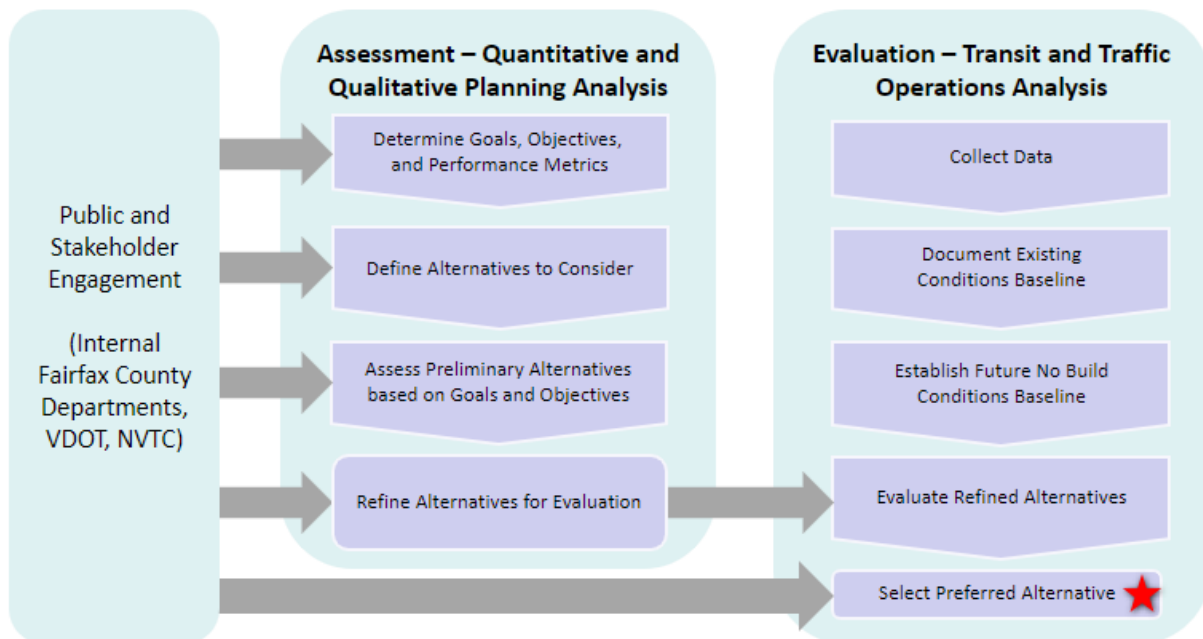 Public and
Stakeholder
Engagement
(Internal
Fairfax County
Departments,
VDOT, NVTC)
Assessment – Quantitative and
Qualitative Planning Analysis
Determine Goals, Objectives,
and Performance Metrics
Define Alternatives to Consider
Assess Preliminary Alternatives
based on Goals and Objectives
Refine Alternatives for Evaluation
Evaluation – Transit and Traffic
Operations Analysis
Collect Data
Document Existing
Conditions Baseline
Establish Future No Build
Conditions Baseline
Evaluate Refined Alternatives
Select Preferred Alternative